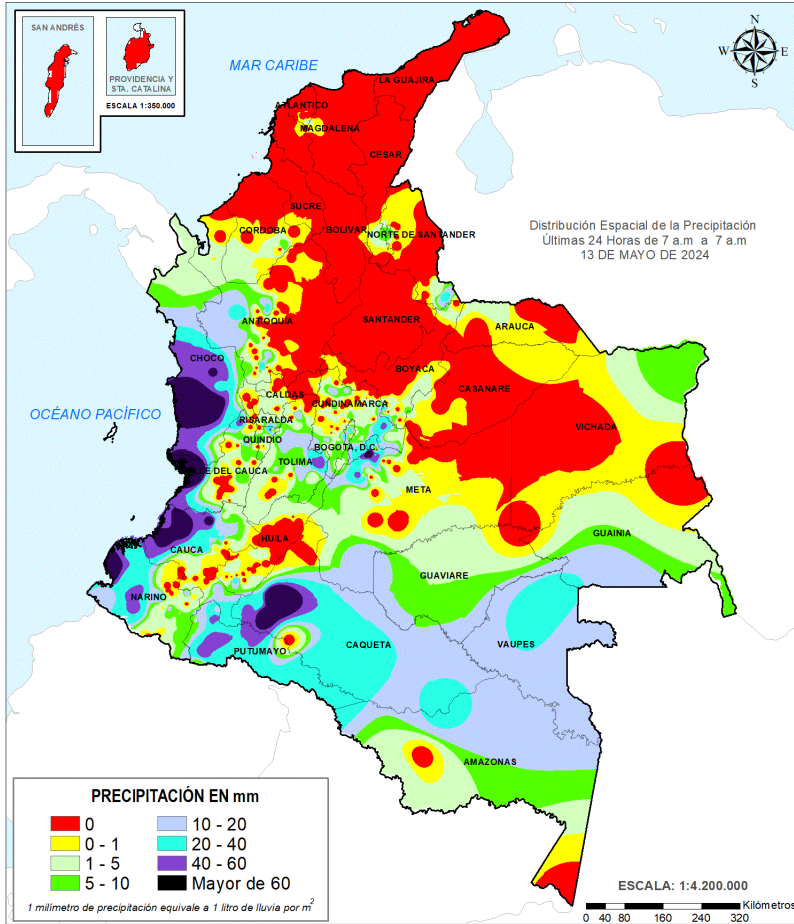 SAN ANDRÉS
PROVIDENCIA Y
STA. CATALINA
ESCALA 1:350.000
MAR CARIBE
N
W
E
S
LA GUAJIRA
ATLANTICO
MAGDALENA
CESAR
SUCRE
CORDOBA
BOLIVAR
NORTE DE SANTANDER
Distribución Espacial de la Precipitación
Últimas 24 Horas de 7 a.m a 7 a.m
13 DE MAYO DE 2024
ANTIOQUIA
SANTANDER
ARAUCA
CHOCO
BOYACA
CASANARE
CALDAS
CUNDINAMARCA
OCÉANO PACÍFICO
RISARALDA
VICHADA
QUINDIO
BOGOTA, D.C.
TOLIMA
VALLE DEL CAUCA
META
GUAINIA
HUILA
CAUCA
GUAVIARE
NARIÑO
CAQUETA
VAUPES
PUTUMAYO
AMAZONAS
PRECIPITACIÓN EN mm
0
10 - 20
0 - 1
20 - 40
1 - 5
40 - 60
5 - 10
Mayor de 60
1 milímetro de precipitación equivale a 1 litro de lluvia por m2
ESCALA: 1:4.200.000
Kilómetros
0 40 80 160 240 320